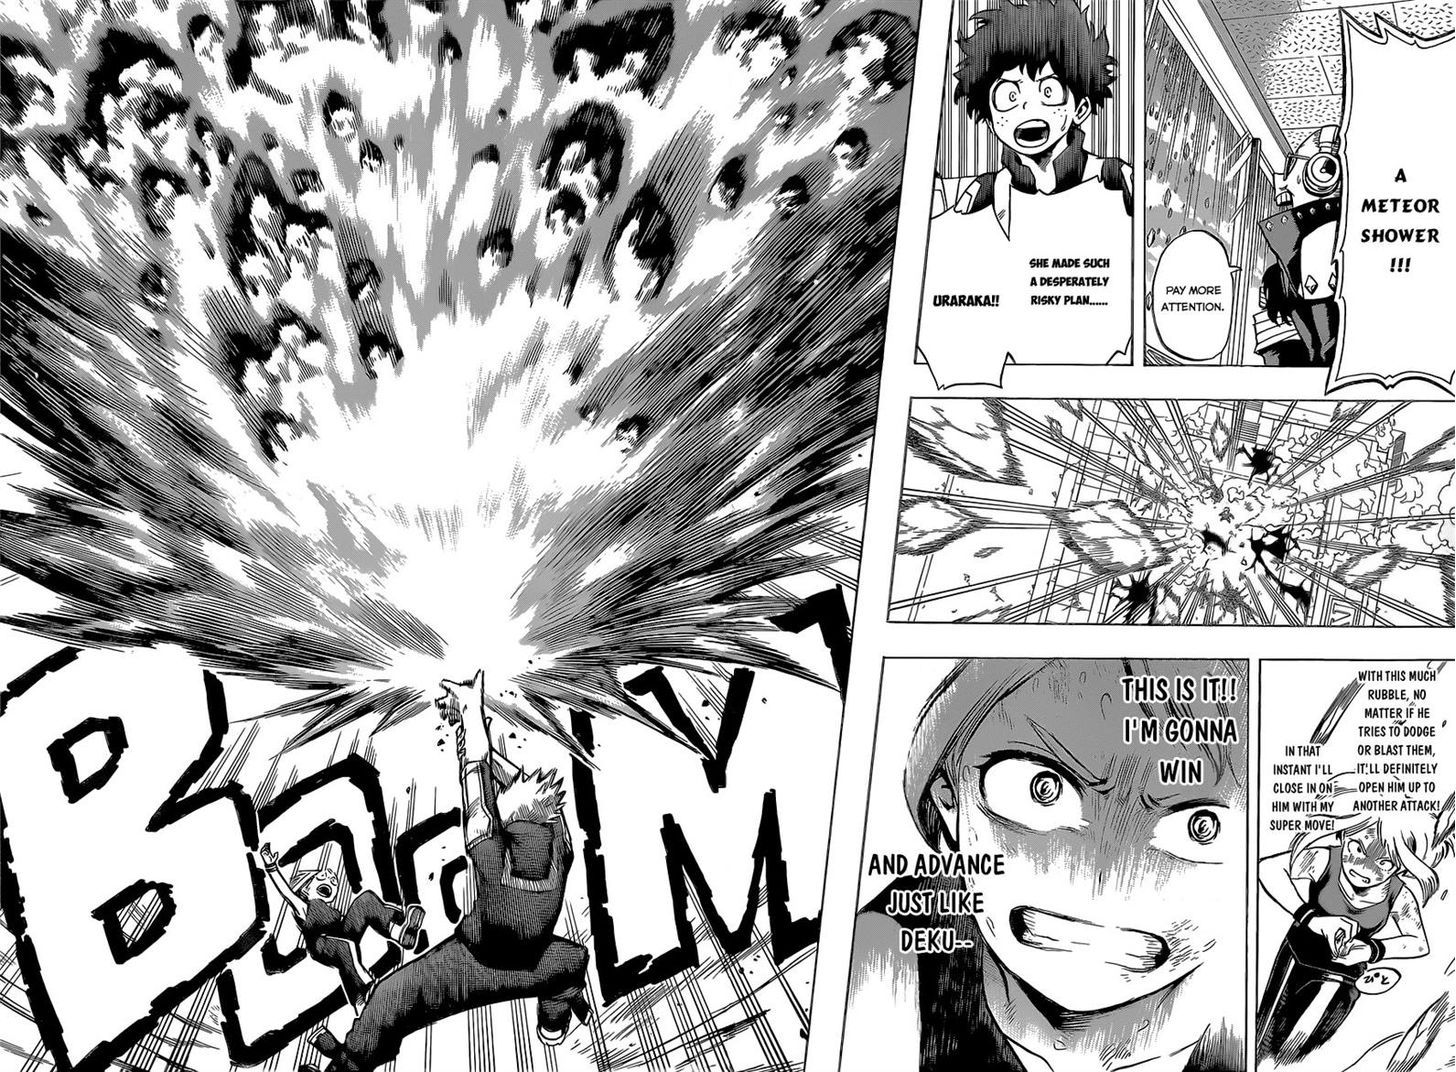 A
METEOR
SHOWER
!!!
PAY MORE
ATTENTION.
SHE MADE SUCH
A DESPERATELY
RISKY PLAN......
URARAKA!!
WITH THIS MUCH
RUBBLE, NO
MATTER IF HE
TRIES TO DODGE
OR BLAST THEM,
IT'LL DEFINITELY
OPEN HIM UP TO
ANOTHER ATTACK!
IN THAT
INSTANT I'LL
CLOSE IN ON
HIM WITH MY
SUPER MOVE!
THIS IS IT!!
I'M GONNA
WIN
AND ADVANCE
JUST LIKE
DEKU--
BOOOM